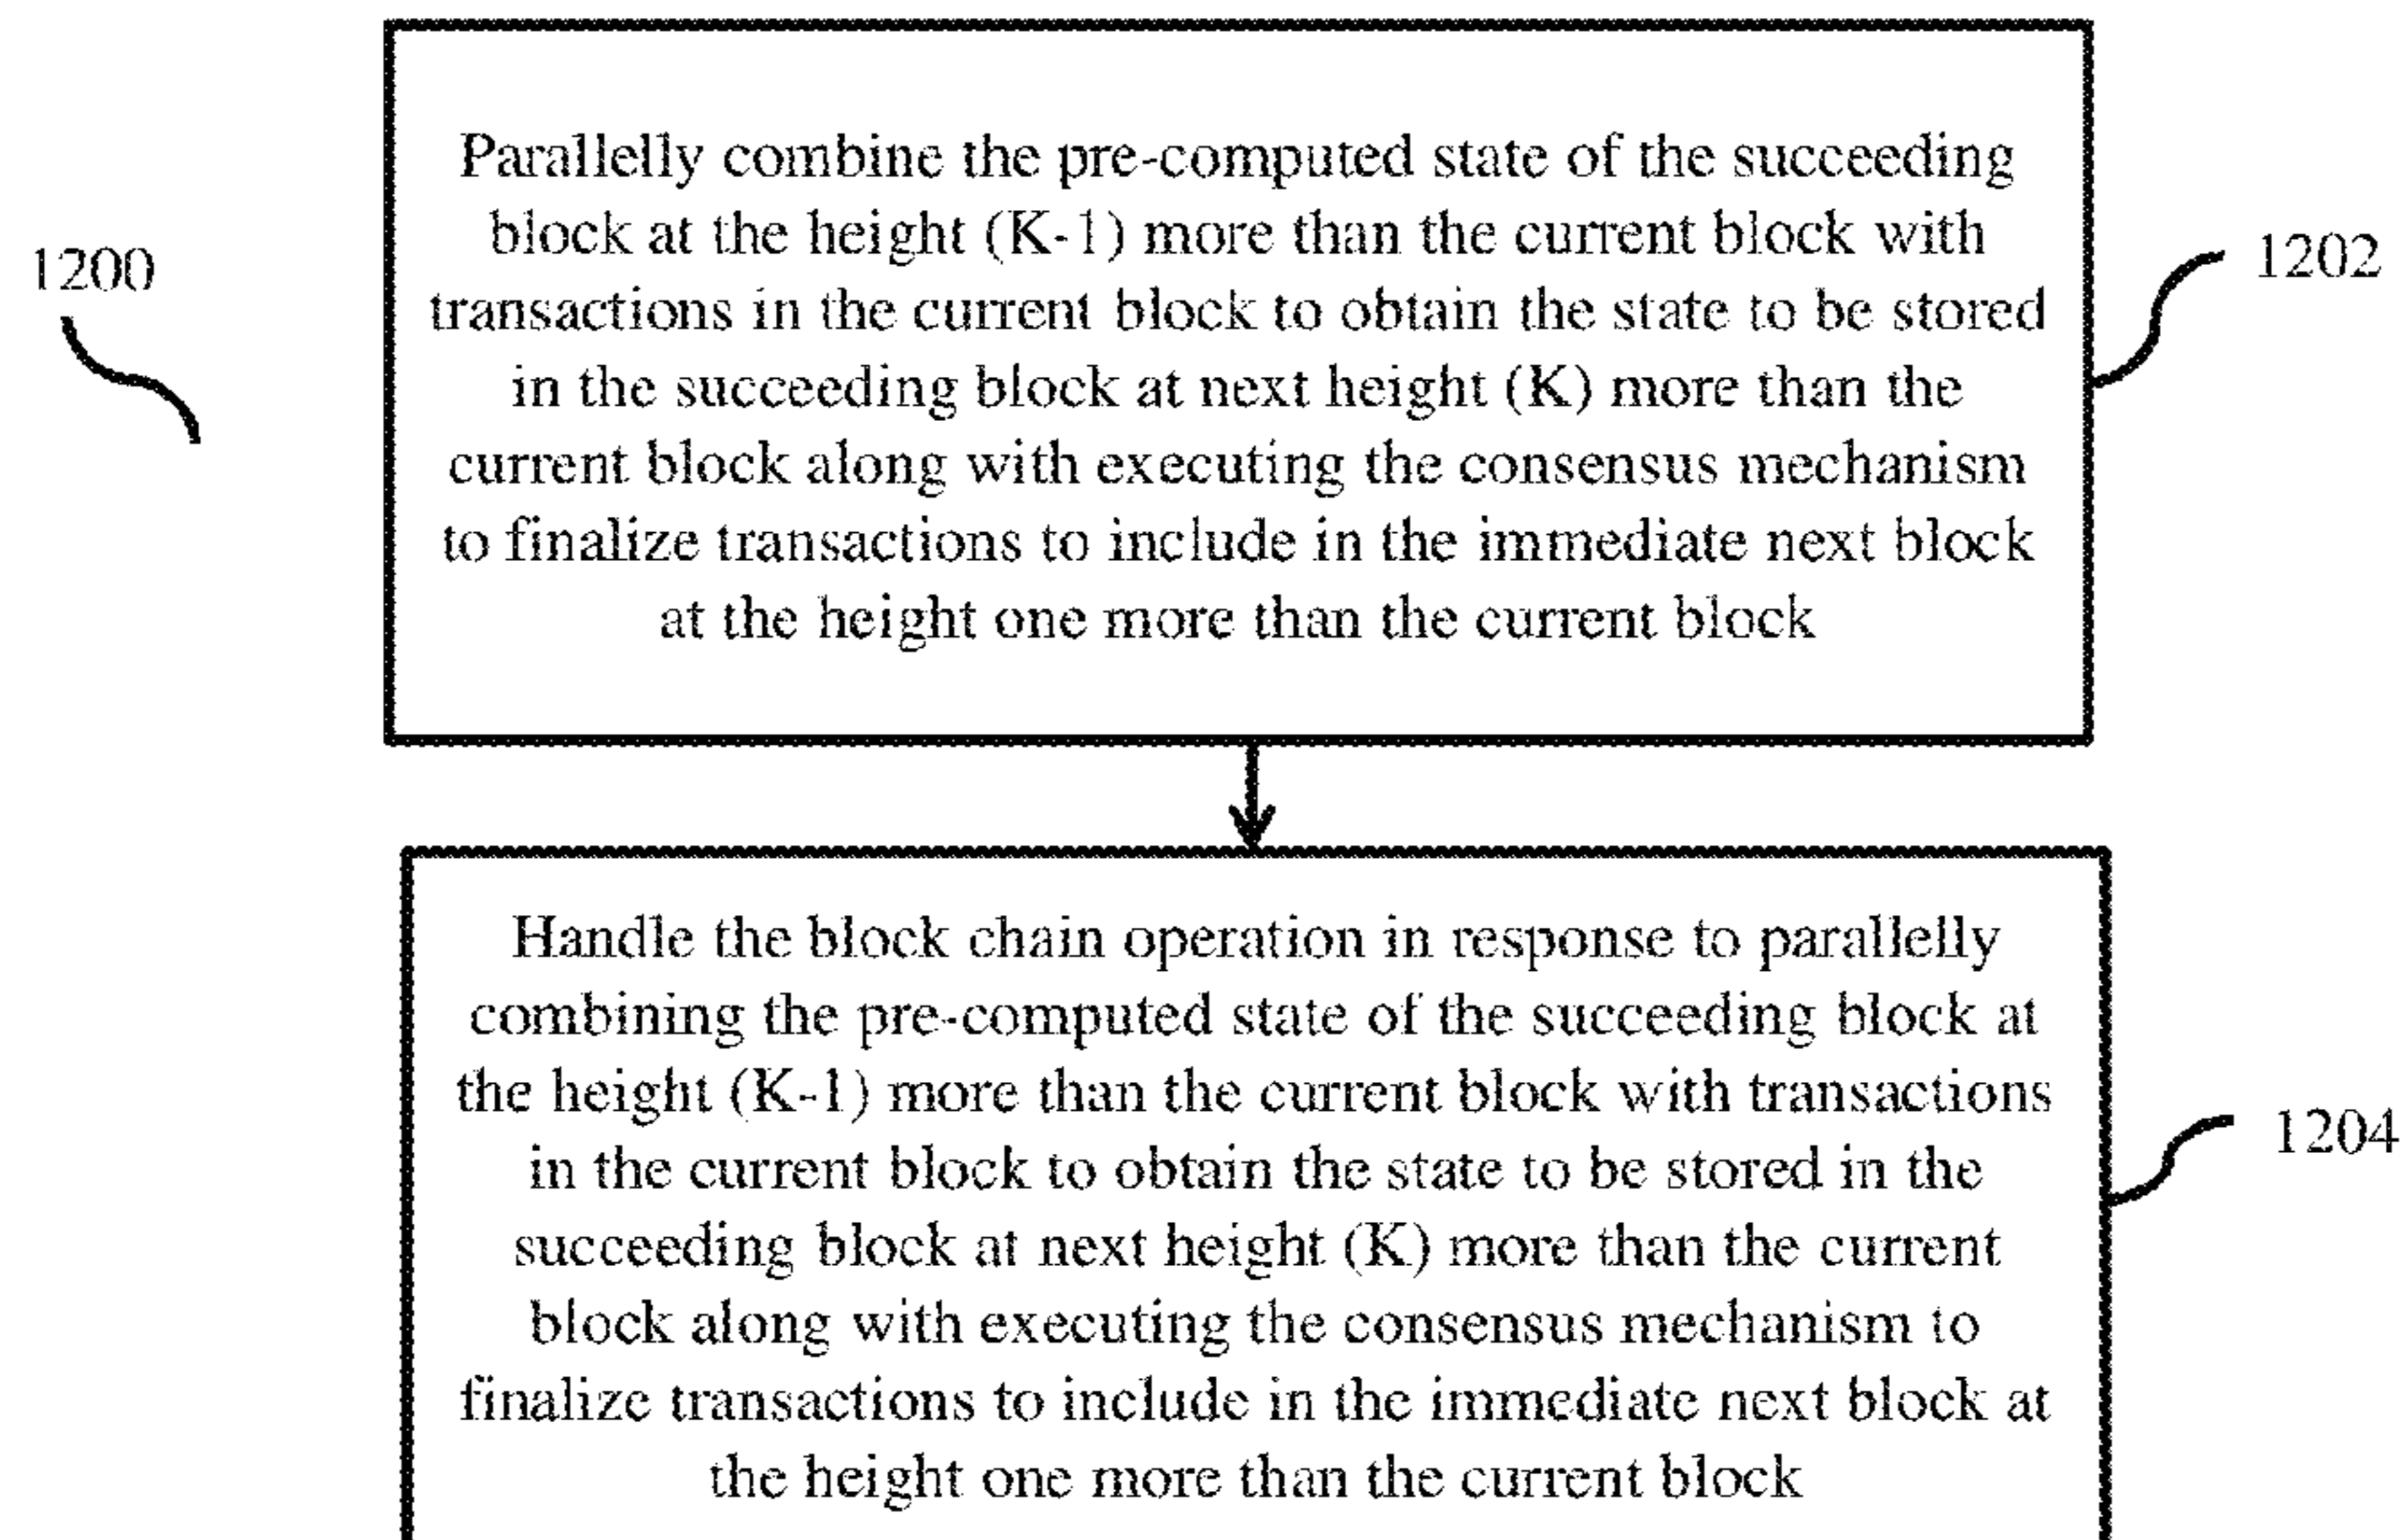 Parallelly combine the pre-computed state of the succeeding
block at the height (K-1) more than the current block with
1200
1202
transactions in the current block to obtain the state to be stored
in the succeeding block at next height (K) more than the
current block along with executing the consensus mechanism
to finalize transactions to include in the immediate next block
at the height one more than the current block
Handle the block chain operation in response to parallelly
combining the pre-computed state of the succeeding block at
the height (K-1) more than the current block with transactions
1204
in the current block to obtain the state to be stored in the
succeeding block at next height (K) more than the current
block along with executing the consensus mechanism to
finalize transactions to include in the immediate next block at
the height one more than the current block